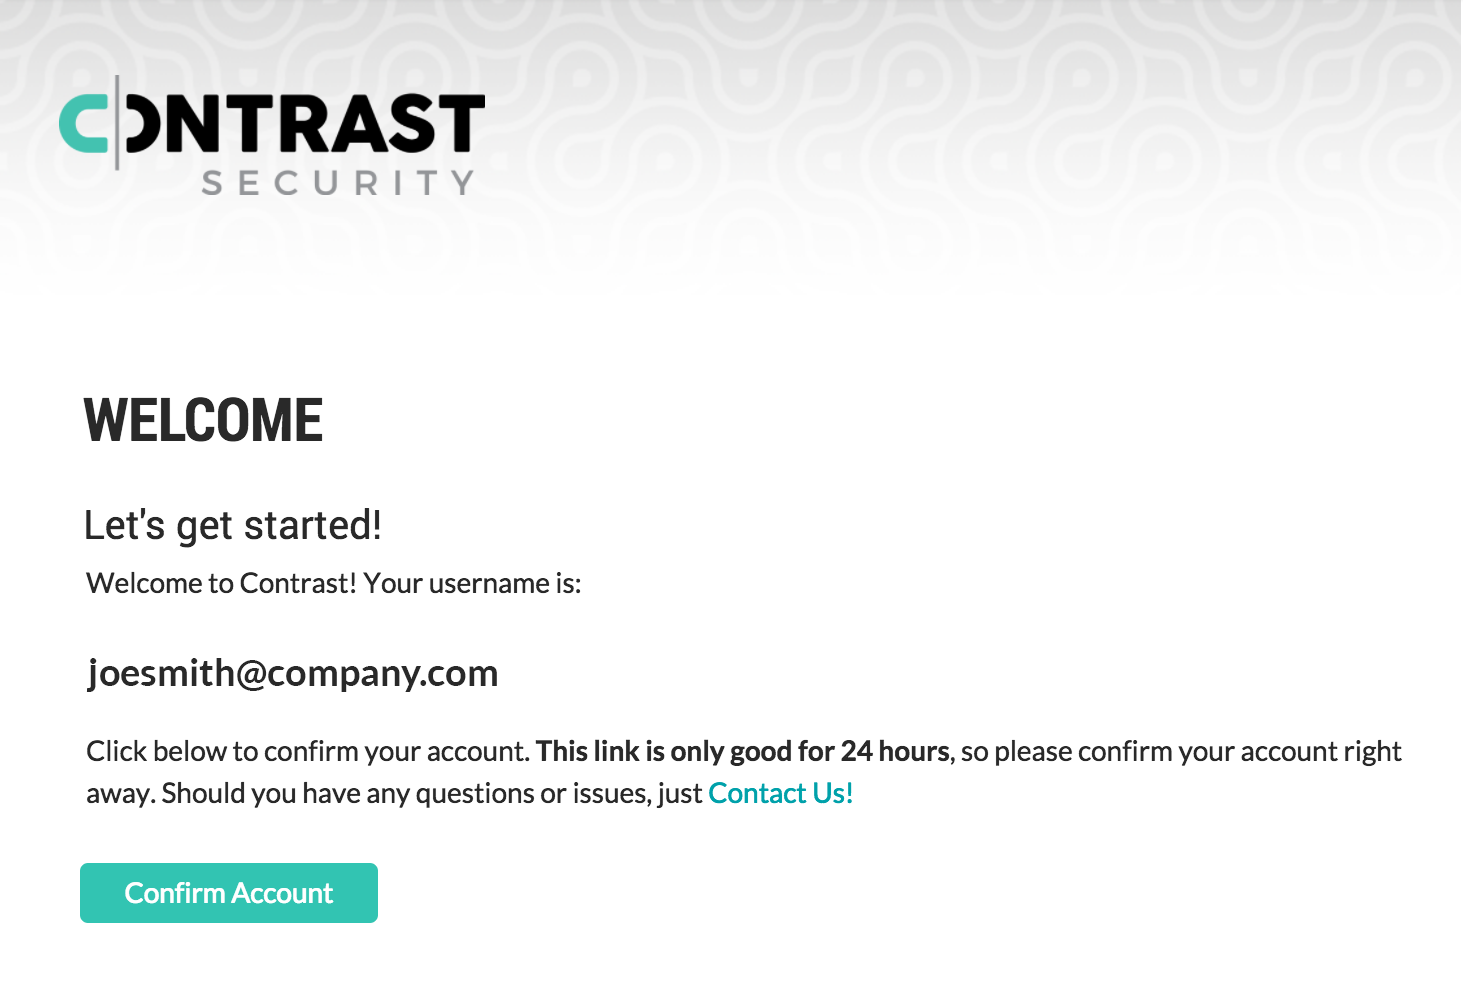 CONTRAST
SECURITY
WELCOME
Let's get started!
Welcome to Contrast! Your username is:
joesmith@company.com
Click below to confirm your account. This link is only good for 24 hours, so please confirm your account right
away. Should you have any questions or issues, just Contact Us!
Confirm Account